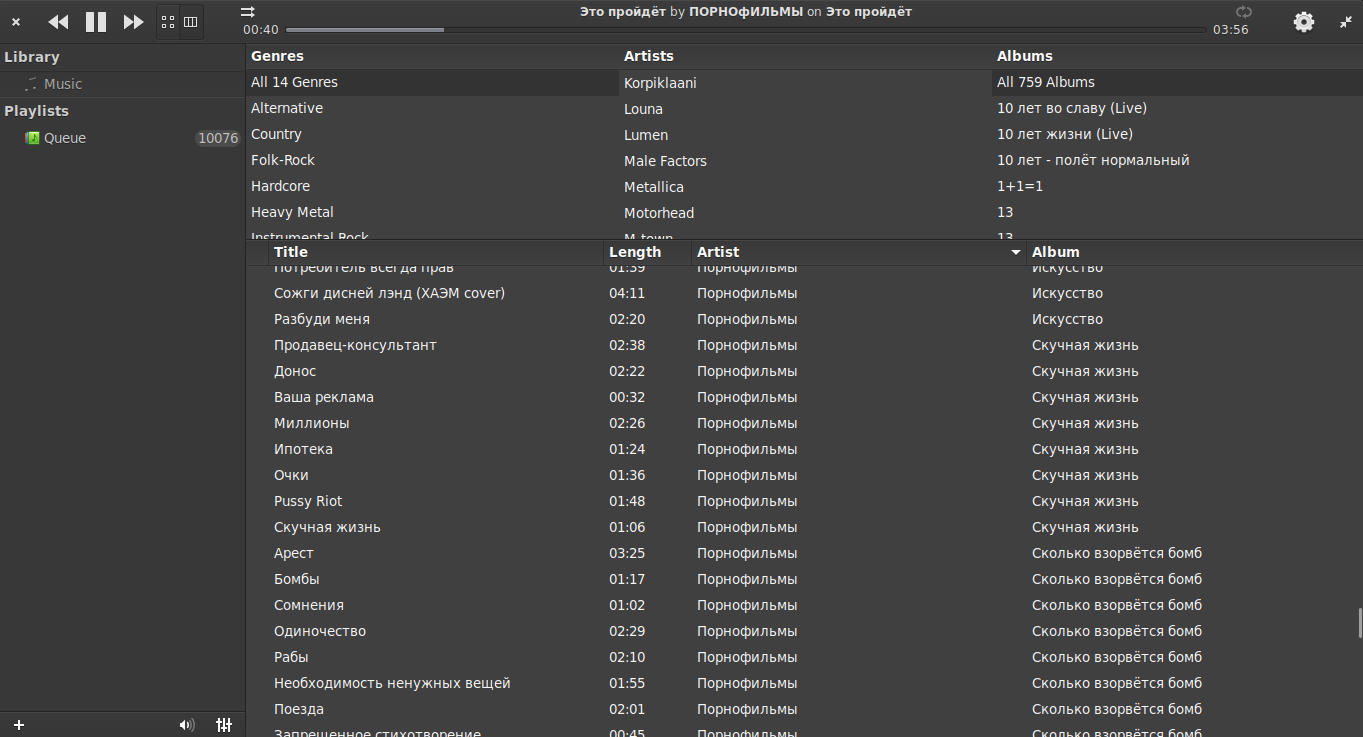 Это пройдёт by ПОРНОфИЛЬМЫ on Это пройдёт
00:40 03:56
Library
Music
Playlists
Queue 10076
Genres Artists Albums
All 14 Genres Korpiklaani All 759 Albums
Alternative Louna 10 лет во славу (Live)
Country Lumen 10 лет жизни (Live)
Folk-Rock Male Factors 10 лет - полёт нормальный
Hardcore Metallica 1+1=1
Heavy Metal Motorhead 13
Instrumental Rock M-town 13
Title Length Artist Album
Потребитель всегда прав 01:39 Порнофильмы Искусство
Сожги дисней лэнд (ХАЭМ cover) 04:11 Порнофильмы Искусство
Разбуди меня 02:20 Порнофильмы Искусство
Продавец-консультант 02:38 Порнофильмы Скучная жизнь
Донос 02:22 Порнофильмы Скучная жизнь
Ваша реклама 00:32 Порнофильмы Скучная жизнь
Миллионы 02:26 Порнофильмы Скучная жизнь
Ипотека 01:24 Порнофильмы Скучная жизнь
Очки 01:36 Порнофильмы Скучная жизнь
Pussy Riot 01:48 Порнофильмы Скучная жизнь
Скучная жизнь 01:06 Порнофильмы Скучная жизнь
Арест 03:25 Порнофильмы Сколько взорвётся бомб
Бомбы 01:17 Порнофильмы Сколько взорвётся бомб
Сомнения 01:02 Порнофильмы Сколько взорвётся бомб
Одиночество 02:29 Порнофильмы Сколько взорвётся бомб
Рабы 02:10 Порнофильмы Сколько взорвётся бомб
Необходимость ненужных вещей 01:55 Порнофильмы Сколько взорвётся бомб
Поезда 02:01 Порнофильмы Сколько взорвётся бомб
Запрещенное стихотворение 00:45 Порнофильмы Сколько взорвётся бомб